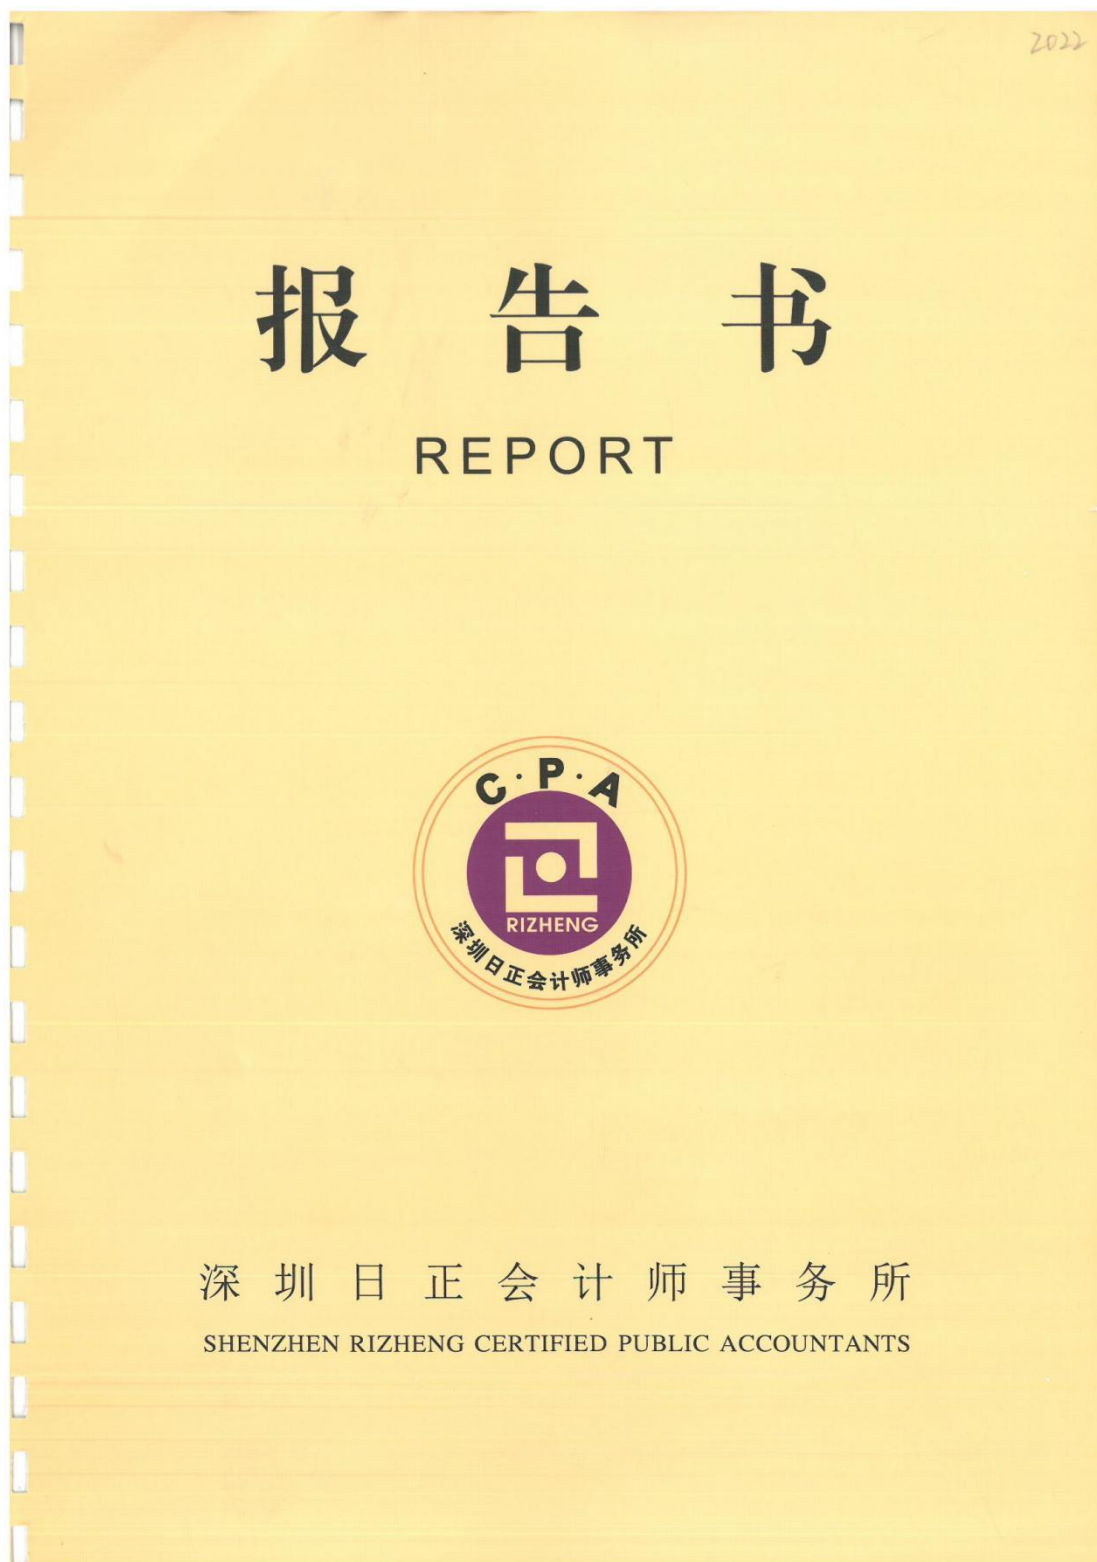 2022
报告书
REPORT
C·P·A
RIZHENG
深圳日正会计师事务所
深圳日正会计师事务所
SHENZHEN RIZHENG CERTIFIED PUBLIC ACCOUNTANTS